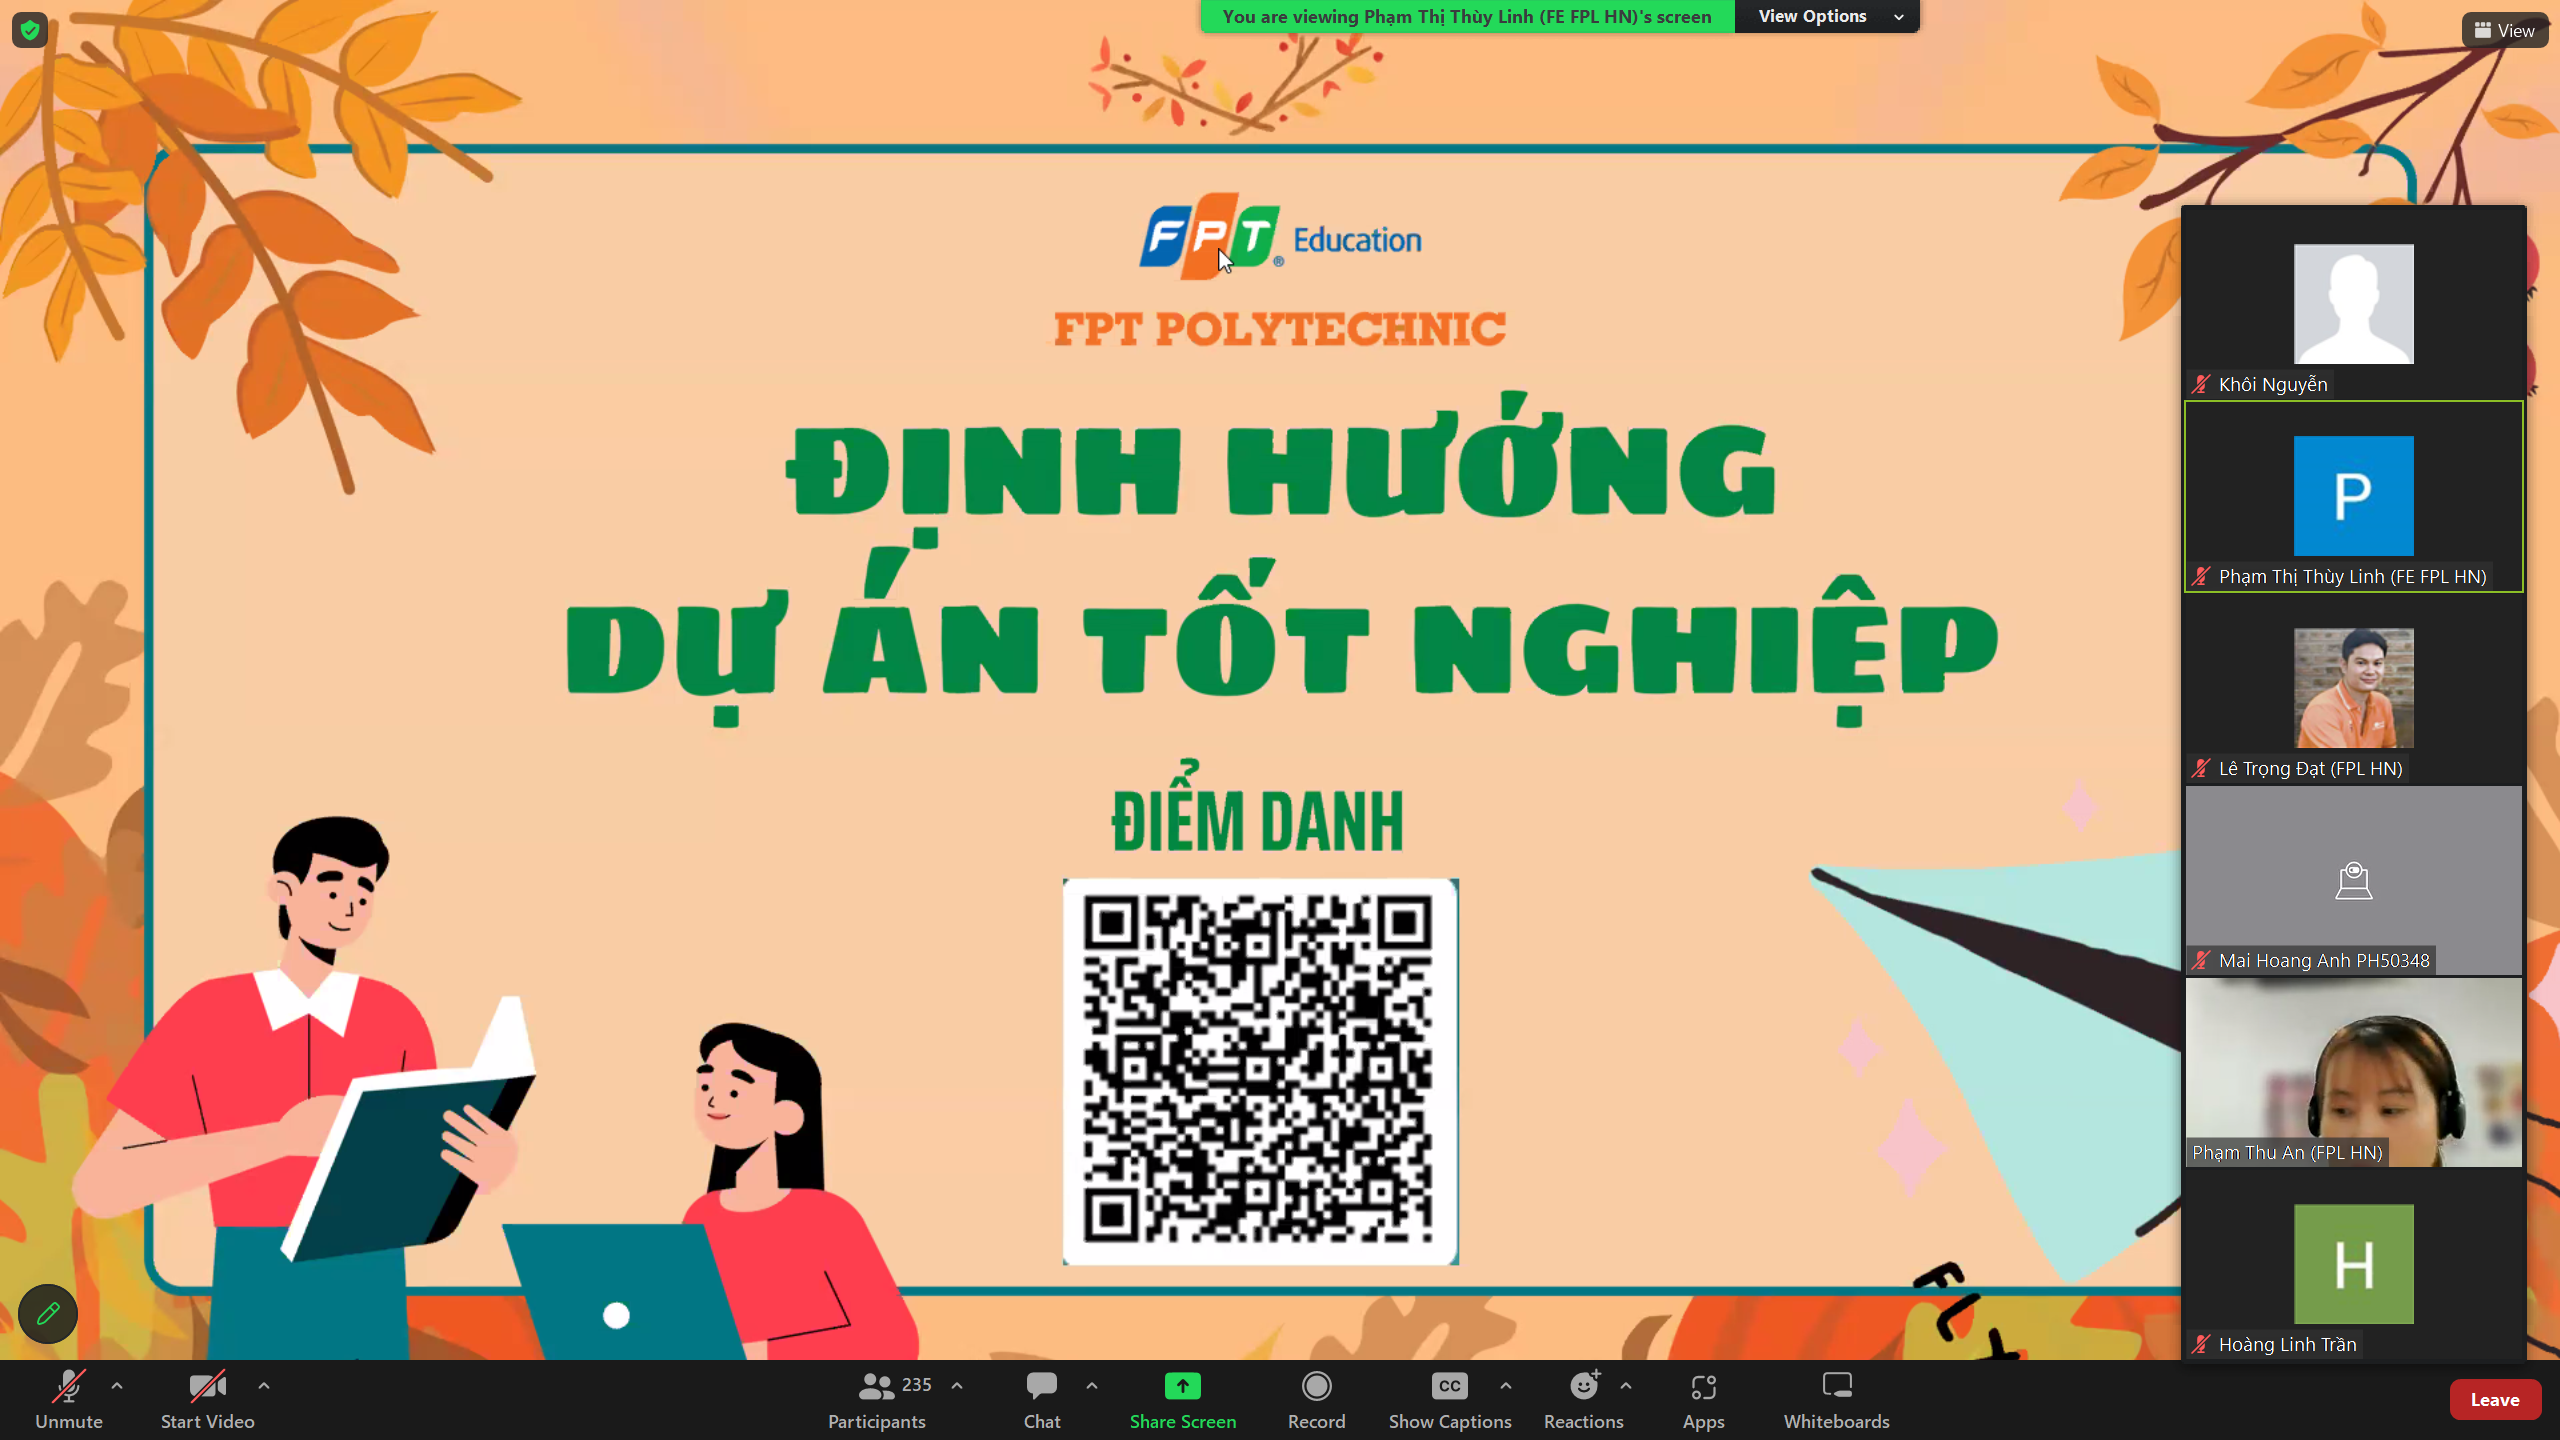 You are viewing Phạm Thị Thùy Linh (FE FPL HN)'s screen
View Options
View
FPT Education
FPT POLYTECHNIC
ĐỊNH HƯỚNG
DỰ ÁN TỐT NGHIỆP
ĐIỂM DANH
Khôi Nguyễn
P
Phạm Thị Thùy Linh (FE FPL HN)
Lê Trọng Đạt (FPL HN)
Mai Hoang Anh PH50348
Phạm Thu An (FPL HN)
H
Hoàng Linh Trần
Unmute
Start Video
235
Participants
Chat
Share Screen
Record
CC
Show Captions
Reactions
Apps
Whiteboards
Leave